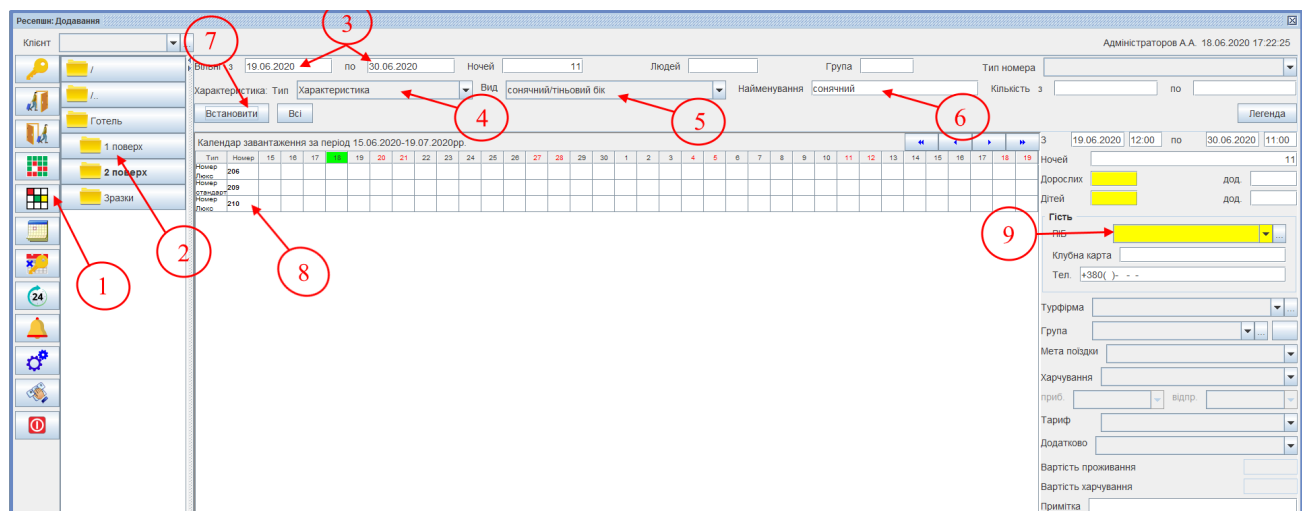 Ресепшн: Додавання
Клієнт
Адміністраторов А.А. 18.06.2020 17:22:25
7
3
24
/
/..
Готель
1 поверх
2 поверх
Зразки
1
2
Вільні з 19.06.2020 по 30.06.2020 Ночей 11 Людей Група Тип номера
Характеристика: Тип Характеристика Вид сонячний/тіньовий бік Найменування сонячний Кількість з по
Встановити Всі 4 5 6 Легенда
Календар завантаження за період 15.06.2020-19.07.2020рр.
Тип Номер 15 16 17 18 19 20 21 22 23 24 25 26 27 28 29 30 1 2 3 4 5 6 7 8 9 10 11 12 13 14 15 16 17 18 19
Номер Люкс 206
Номер стандарт 209
Номер Люкс 210
8
З 19.06.2020 12:00 по 30.06.2020 11:00
Ночей 11
Дорослих дод.
Дітей дод.
Гість
9
ПІБ ...
Клубна карта
Тел. +380( )- - -
Турфірма ...
Група ...
Мета поїздки
Харчування
приб. відпр.
Тариф
Додатково
Вартість проживання
Вартість харчування
Примітка